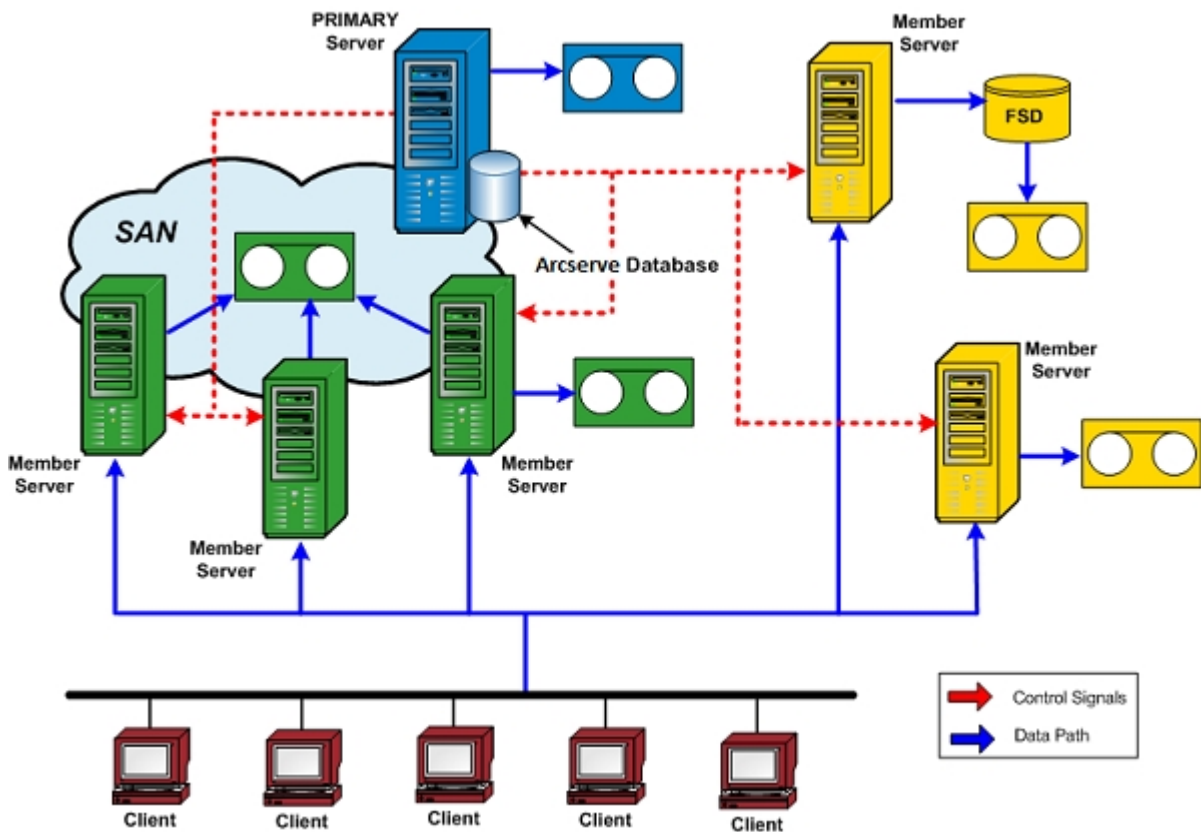 PRIMARY
Server
Member
Server
FSD
SAN
Arcserve Database
Member
Server
Member
Server
Member
Server
Member
Server
Control Signals
Data Path
Client
Client
Client
Client
Client